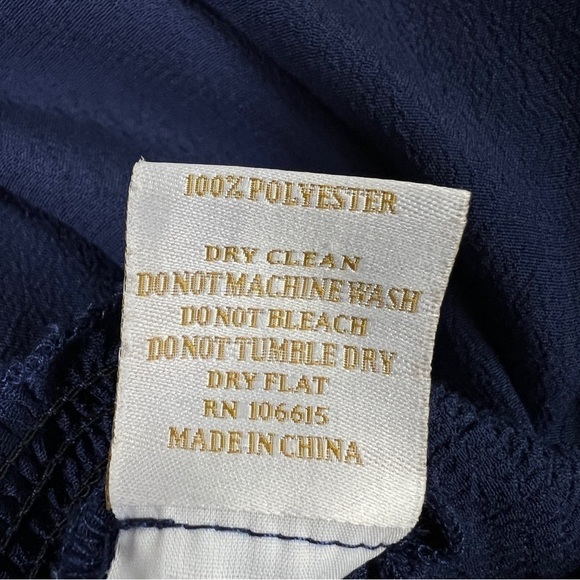 100% POLYESTER
DRY CLEAN
DO NOT MACHINE WASH
DO NOT BLEACH
DO NOT TUMBLE DRY
DRY FLAT
RN 106615
MADE IN CHINA